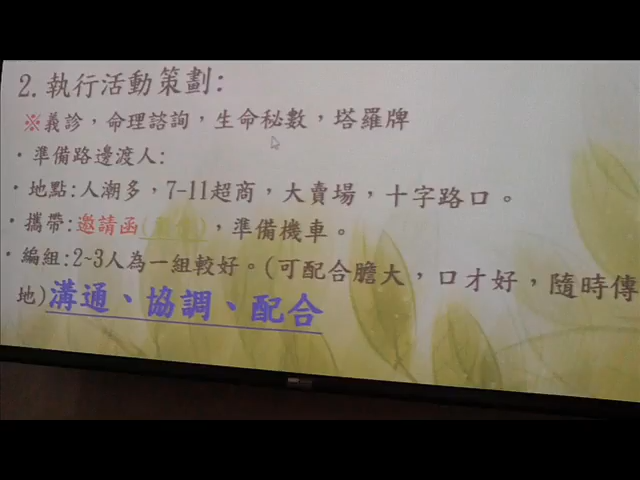 2.執行活動策劃:
※義診，命理諮詢，生命秘數，塔羅牌
・準備路邊渡人:
・地點:人潮多，7-11超商，大賣場，十字路口。
・攜帶:邀請函，準備機車。
・編組:2~3人為一組較好。(可配合膽大，口才好，隨時傳
地)溝通、協調、配合